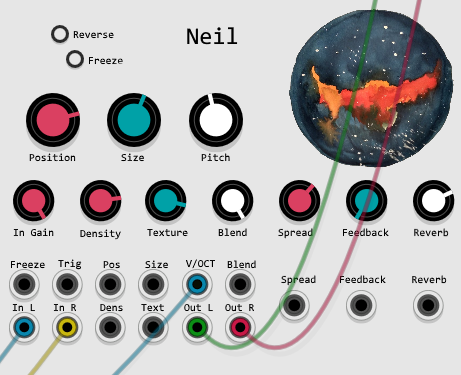 Neil
Reverse
Freeze
Position Size Pitch
In Gain Density Texture Blend Spread Feedback Reverb
Freeze Trig Pos Size V/OCT Blend
Spread Feedback Reverb
In L In R Dens Text Out L Out R